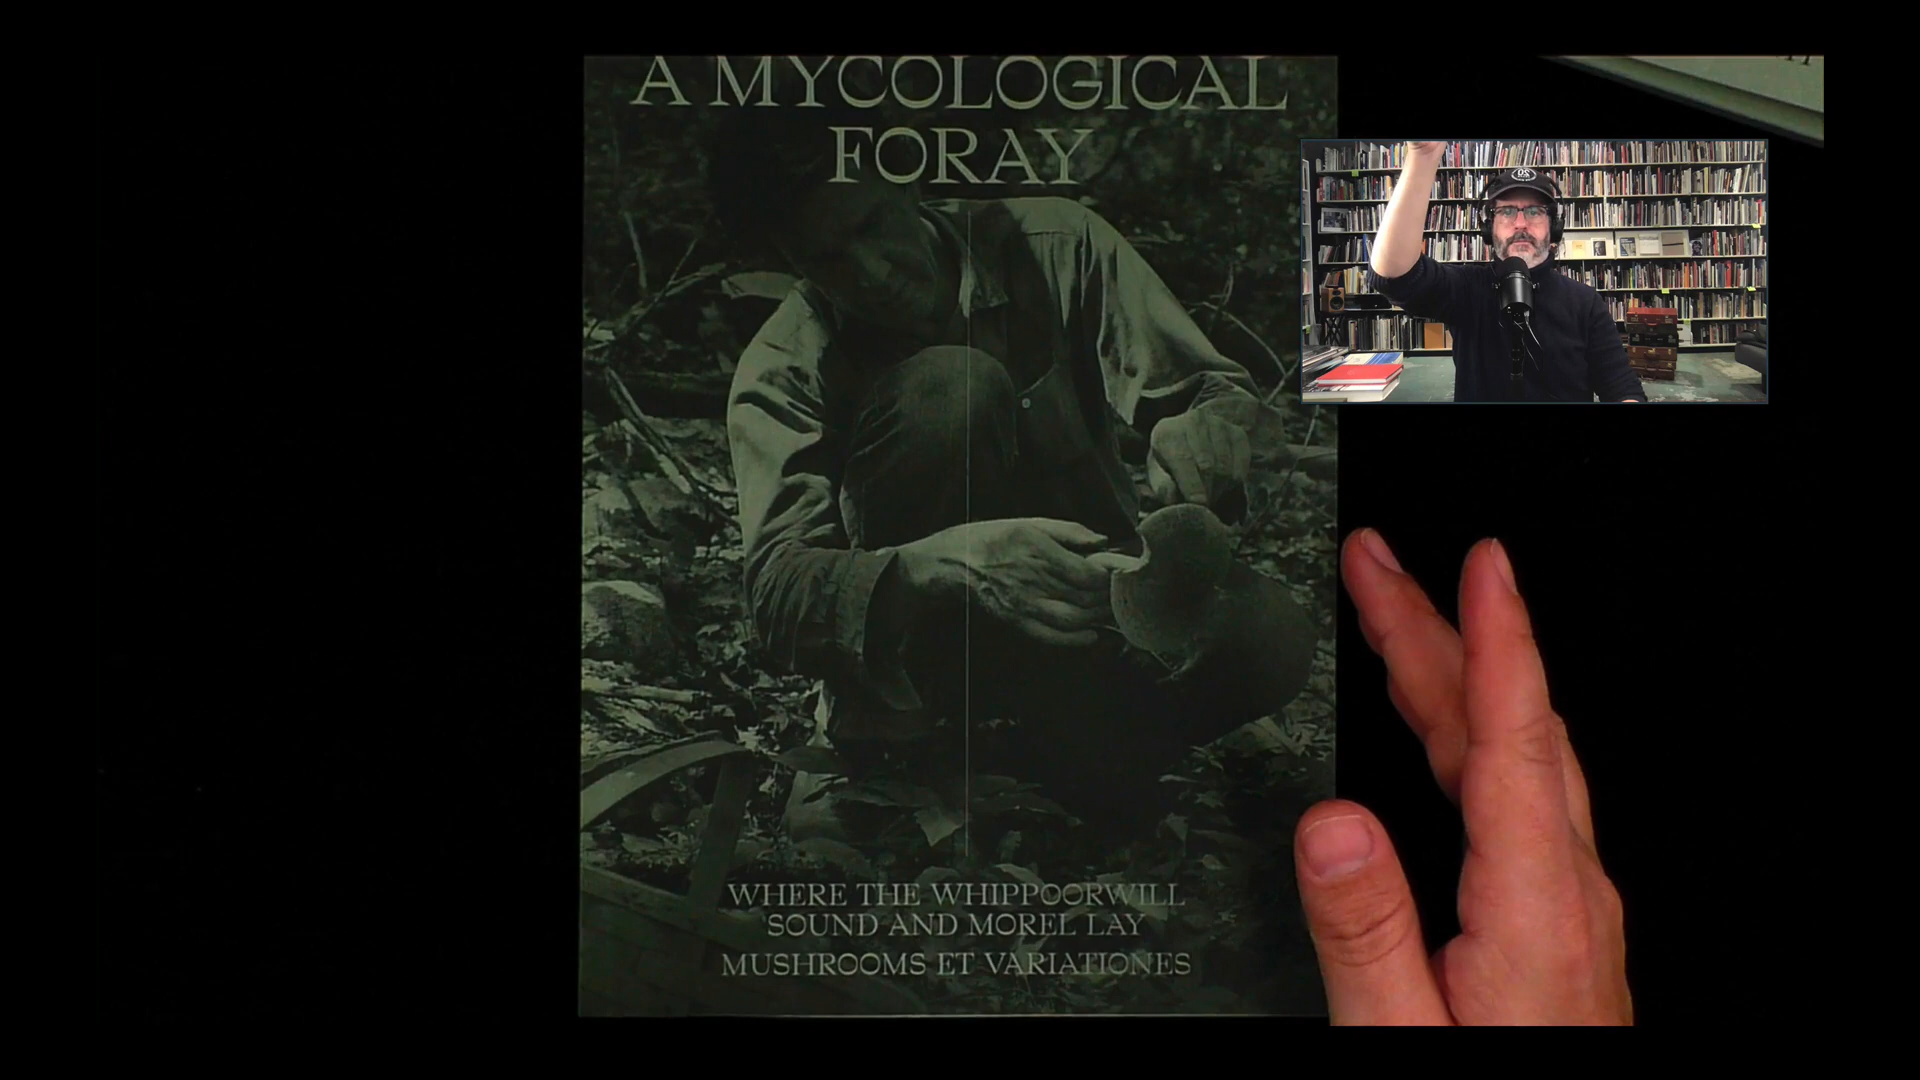 A MYCOLOGICAL
FORAY
WHERE THE WHIPPOORWILL
SOUND AND MOREL LAY
MUSHROOMS ET VARIATIONES